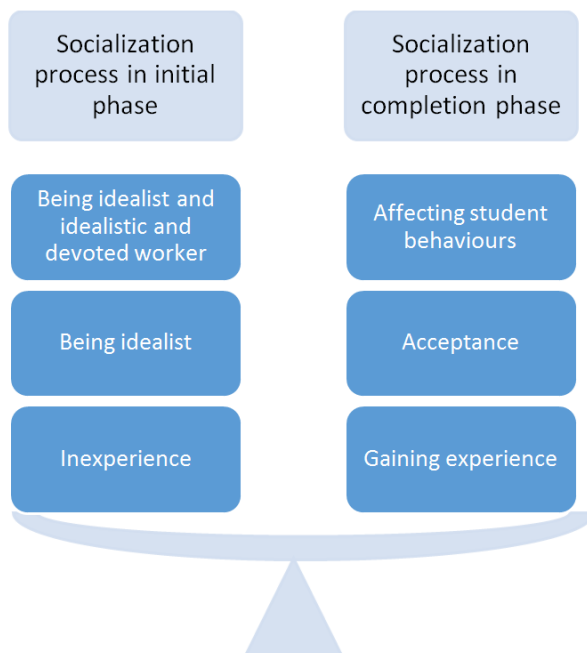 Socialization
process in initial
phase
Socialization
process in
completion phase
Being idealist and
idealistic and
devoted worker
Affecting student
behaviours
Being idealist
Acceptance
Inexperience
Gaining experience